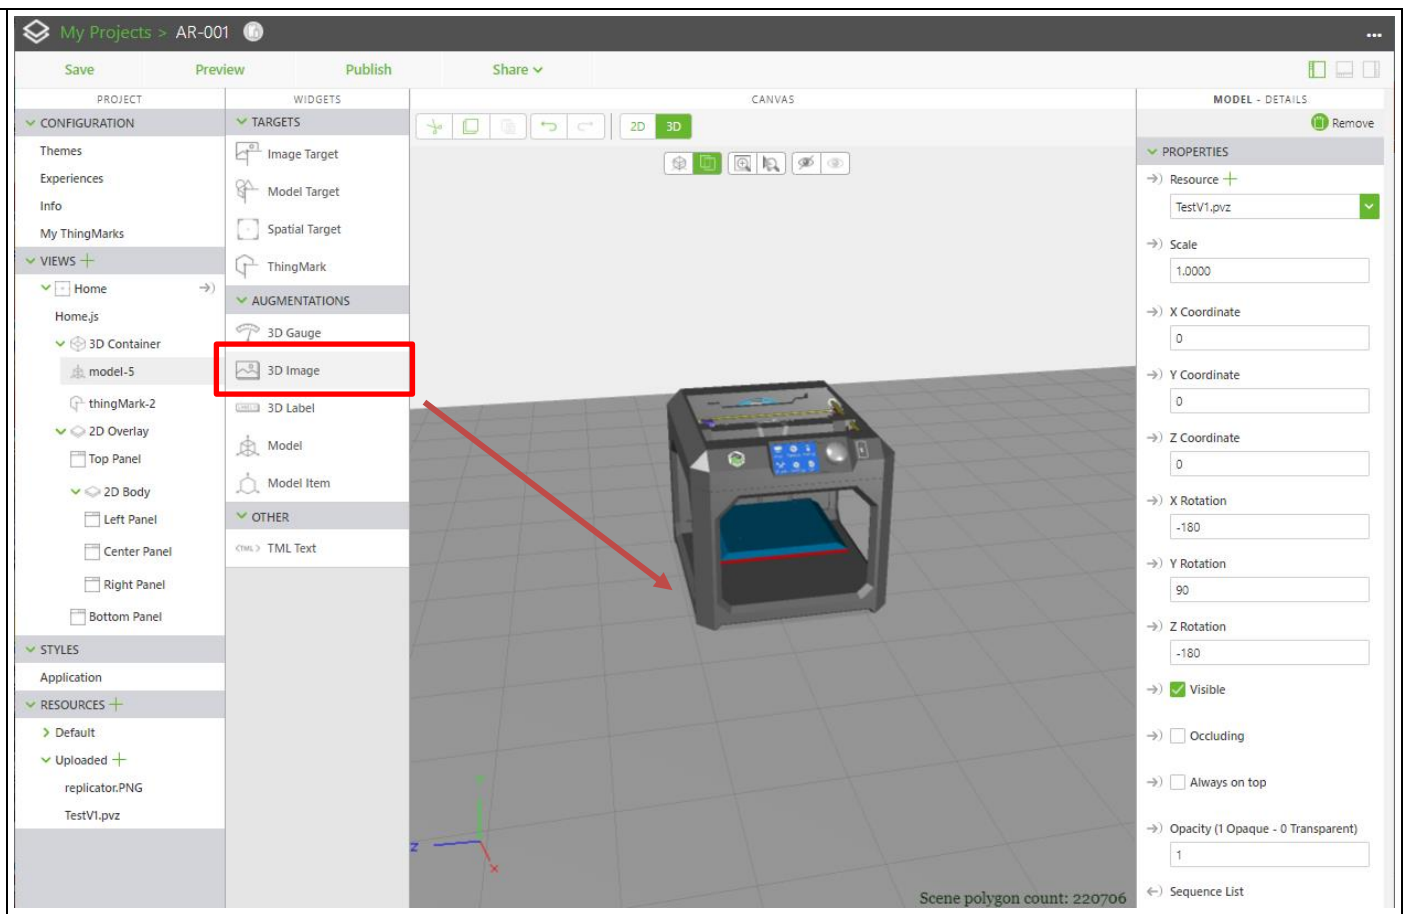 My Projects > AR-001
Save Preview Publish Share
PROJECT
CONFIGURATION
Themes
Experiences
Info
My ThingMarks
VIEWS
Home
Home.js
3D Container
model-5
thingMark-2
2D Overlay
Top Panel
2D Body
Left Panel
Center Panel
Right Panel
Bottom Panel
STYLES
Application
RESOURCES
Default
Uploaded
replicator.PNG
TestV1.pvz
WIDGETS
TARGETS
Image Target
Model Target
Spatial Target
ThingMark
AUGMENTATIONS
3D Gauge
3D Image
3D Label
Model
Model Item
OTHER
<TML> TML Text
CANVAS
2D 3D
z
x
Scene polygon count: 220706
MODEL - DETAILS
Remove
PROPERTIES
Resource
TestV1.pvz
Scale
1.0000
X Coordinate
0
Y Coordinate
0
Z Coordinate
0
X Rotation
-180
Y Rotation
90
Z Rotation
-180
Visible
Occluding
Always on top
Opacity (1 Opaque - 0 Transparent)
1
Sequence List